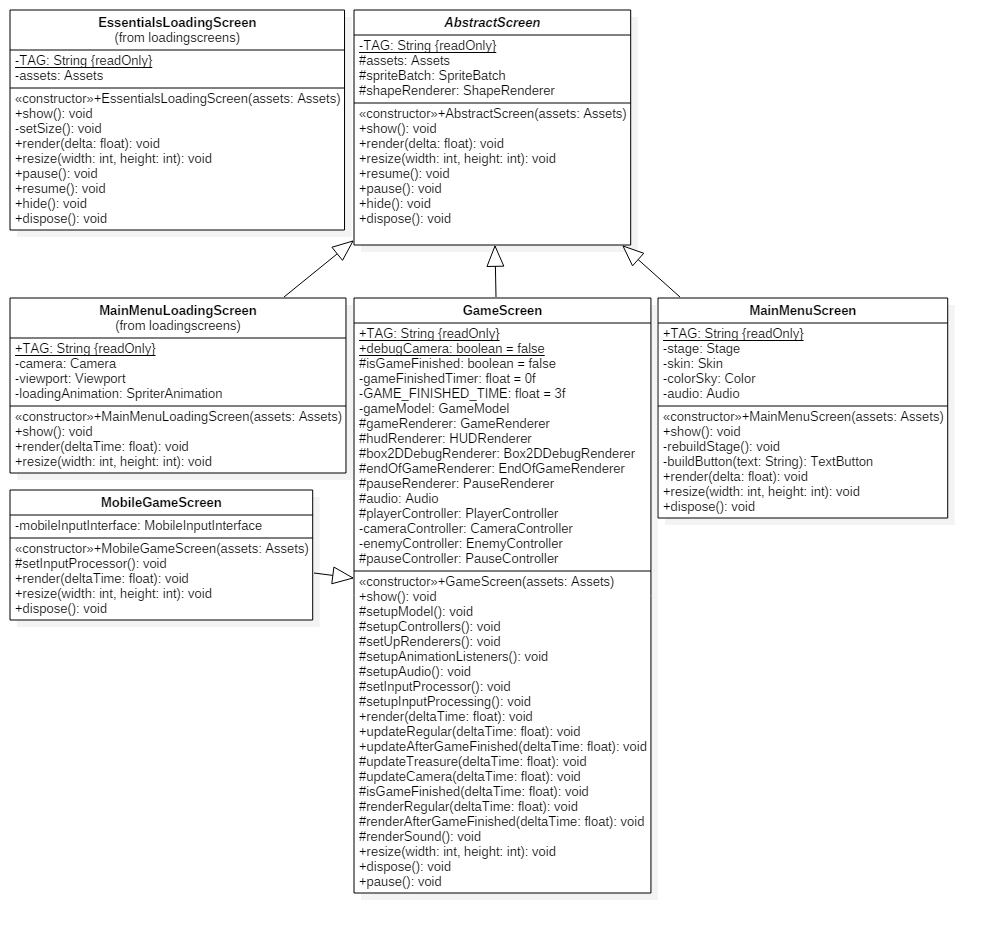 EssentialsLoadingScreen
(from loadingscreens)
-TAG: String {readOnly}
-assets: Assets
«constructor»+EssentialsLoadingScreen(assets: Assets)
+show(): void
-setSize(): void
+render(delta: float): void
+resize(width: int, height: int): void
+pause(): void
+resume(): void
+hide(): void
+dispose(): void
AbstractScreen
-TAG: String {readOnly}
#assets: Assets
#spriteBatch: SpriteBatch
#shapeRenderer: ShapeRenderer
«constructor»+AbstractScreen(assets: Assets)
+show(): void
+render(delta: float): void
+resize(width: int, height: int): void
+resume(): void
+pause(): void
+hide(): void
+dispose(): void
MainMenuLoadingScreen
(from loadingscreens)
+TAG: String {readOnly}
-camera: Camera
-viewport: Viewport
-loadingAnimation: SpriterAnimation
«constructor»+MainMenuLoadingScreen(assets: Assets)
+show(): void
+render(deltaTime: float): void
+resize(width: int, height: int): void
GameScreen
+TAG: String {readOnly}
+debugCamera: boolean = false
#isGameFinished: boolean = false
-gameFinishedTimer: float = 0f
-GAME_FINISHED_TIME: float = 3f
-gameModel: GameModel
#gameRenderer: GameRenderer
#hudRenderer: HUDRenderer
#box2DDebugRenderer: Box2DDebugRenderer
#endOfGameRenderer: EndOfGameRenderer
#pauseRenderer: PauseRenderer
#audio: Audio
#playerController: PlayerController
-cameraController: CameraController
-enemyController: EnemyController
#pauseController: PauseController
«constructor»+GameScreen(assets: Assets)
+show(): void
#setupModel(): void
#setupControllers(): void
#setUpRenderers(): void
#setupAnimationListeners(): void
#setupAudio(): void
#setInputProcessor(): void
#setupInputProcessing(): void
+render(deltaTime: float): void
+updateRegular(deltaTime: float): void
+updateAfterGameFinished(deltaTime: float): void
#updateTreasure(deltaTime: float): void
#updateCamera(deltaTime: float): void
#isGameFinished(deltaTime: float): void
#renderRegular(deltaTime: float): void
#renderAfterGameFinished(deltaTime: float): void
#renderSound(): void
+resize(width: int, height: int): void
+dispose(): void
+pause(): void
MainMenuScreen
+TAG: String {readOnly}
-stage: Stage
-skin: Skin
-colorSky: Color
-audio: Audio
«constructor»+MainMenuScreen(assets: Assets)
+show(): void
-rebuildStage(): void
-buildButton(text: String): TextButton
+render(delta: float): void
+resize(width: int, height: int): void
+dispose(): void
MobileGameScreen
-mobileInputInterface: MobileInputInterface
«constructor»+MobileGameScreen(assets: Assets)
#setInputProcessor(): void
+render(deltaTime: float): void
+resize(width: int, height: int): void
+dispose(): void